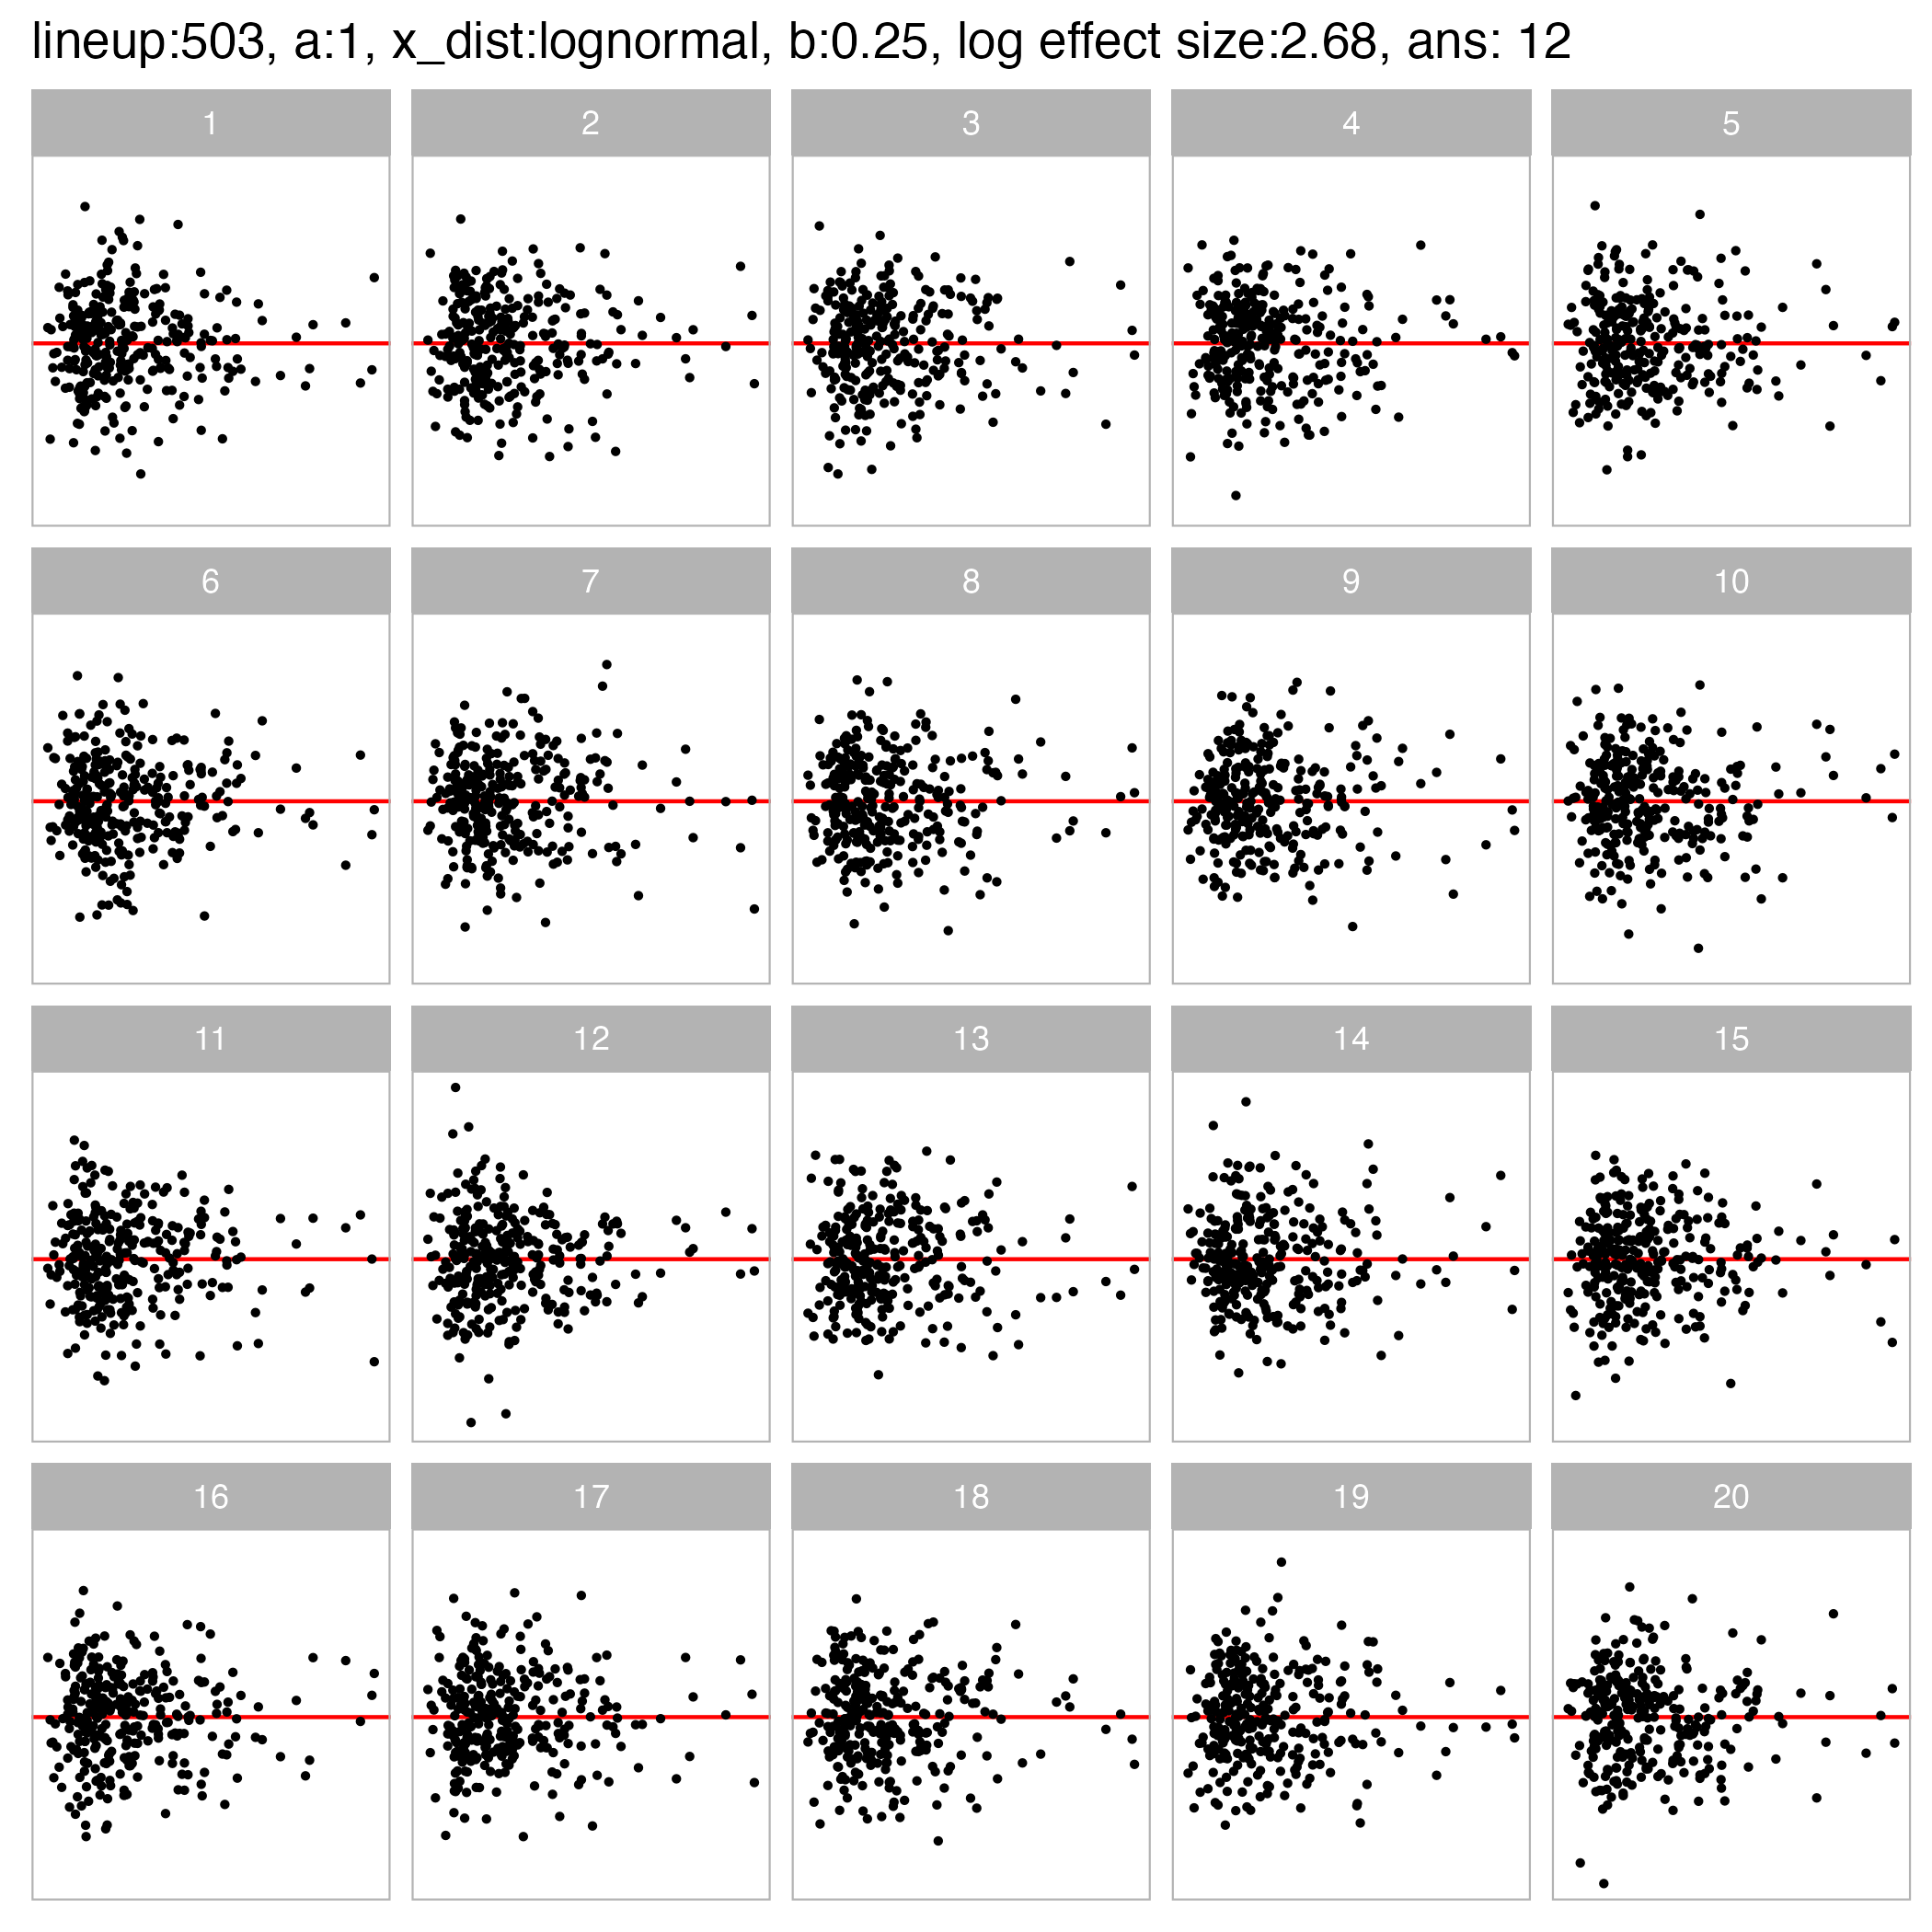 lineup:503, a:1, x_dist:lognormal, b:0.25, log effect size:2.68, ans: 12
1 2 3 4 5
6 7 8 9 10
11 12 13 14 15
16 17 18 19 20